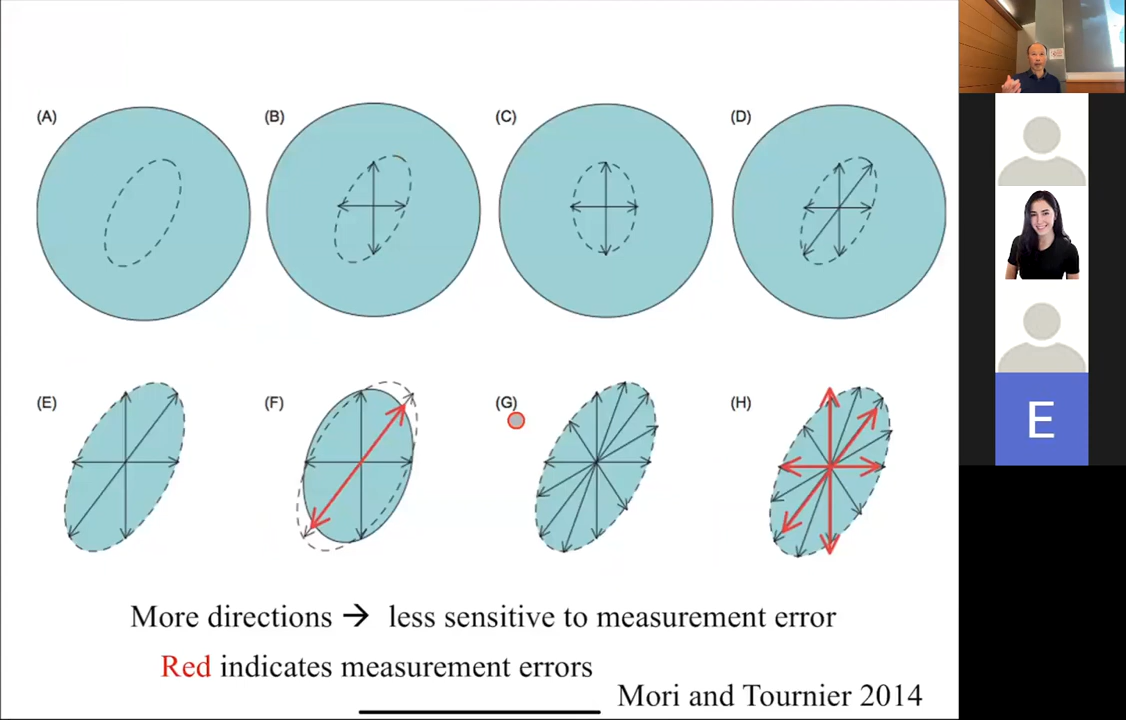 (A)
(B)
(C)
(D)
(E)
(F)
(G)
(H)
More directions → less sensitive to measurement error
Red indicates measurement errors
Mori and Tournier 2014
E